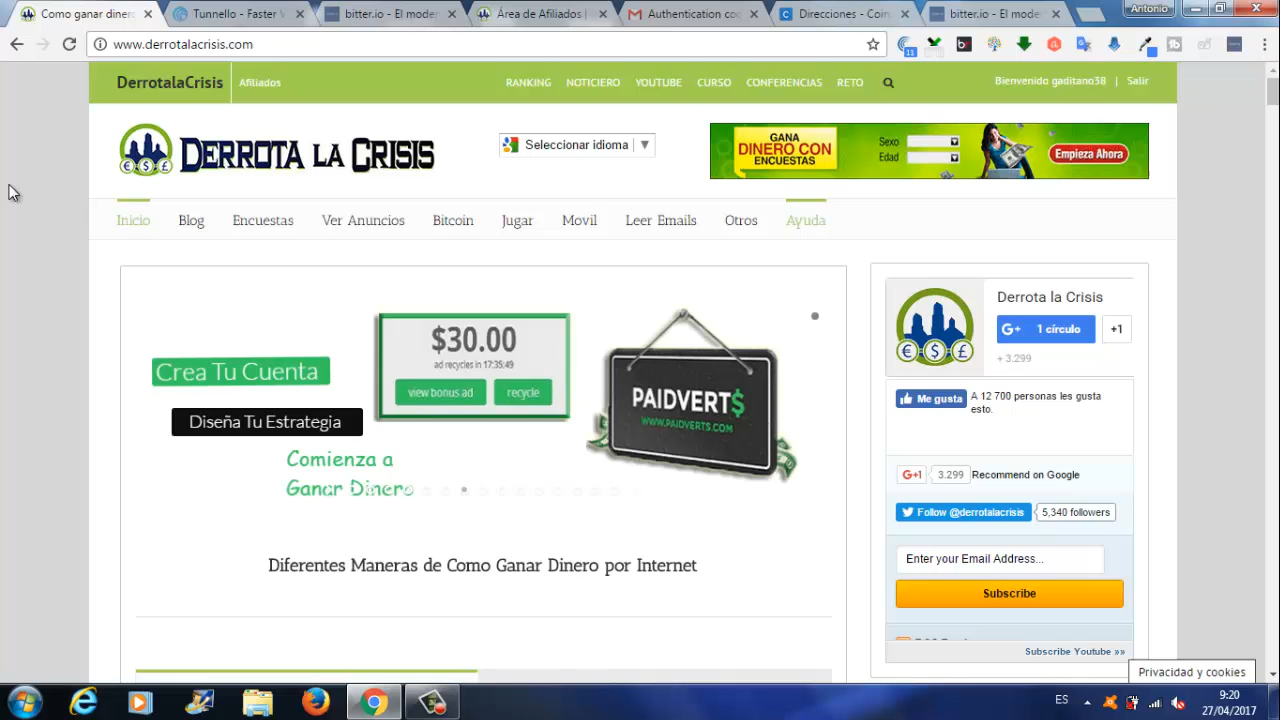 Como ganar diner
Tunnello - Faster W
bitter.io - El mode
Área de Afiliados |
Authentication co
Direcciones - Coin
bitter.io - El mode
Antonio
www.derrotalacrisis.com
11
DerrotalaCrisis
Afiliados
RANKING
NOTICIERO
YOUTUBE
CURSO
CONFERENCIAS
RETO
Bienvenido gaditano38 | Salir
DERROTA LA CRISIS
Seleccionar idioma
GANA
DINERO CON
ENCUESTAS
Sexo
Edad
Empieza Ahora
Inicio
Blog
Encuestas
Ver Anuncios
Bitcoin
Jugar
Movil
Leer Emails
Otros
Ayuda
Crea Tu Cuenta
Diseña Tu Estrategia
Comienza a
Ganar Dinero
$30.00
ad recycles in 17:35:49
view bonus ad
recycle
PAIDVERT$
WWW.PAIDVERTS.COM
Diferentes Maneras de Como Ganar Dinero por Internet
Derrota la Crisis
G+ 1 círculo
+1
+ 3.299
Me gusta
A 12 700 personas les gusta
esto.
G+1
3.299
Recommend on Google
Follow @derrotalacrisis
5,340 followers
Enter your Email Address...
Subscribe
Subscribe Youtube »»
Privacidad y cookies
ES
9:20
27/04/2017